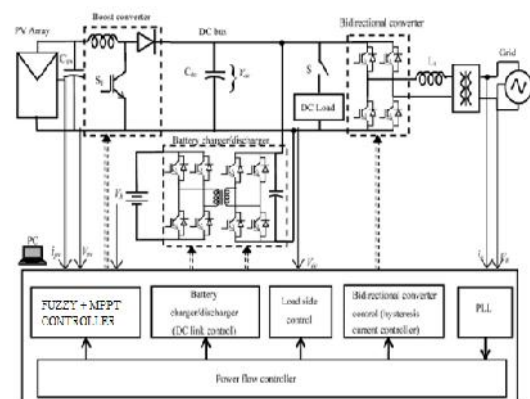 Boost converter
PV Array
DC bus
Bidirectional converter
Grid
S
DC Load
Battery charger/discharger
PC
FUZZY + MPPT
CONTROLLER
Battery
charger/discharger
(DC link control)
Load side
control
Bidirectional converter
control (hysteresis
current controller)
PLL
Power flow controller